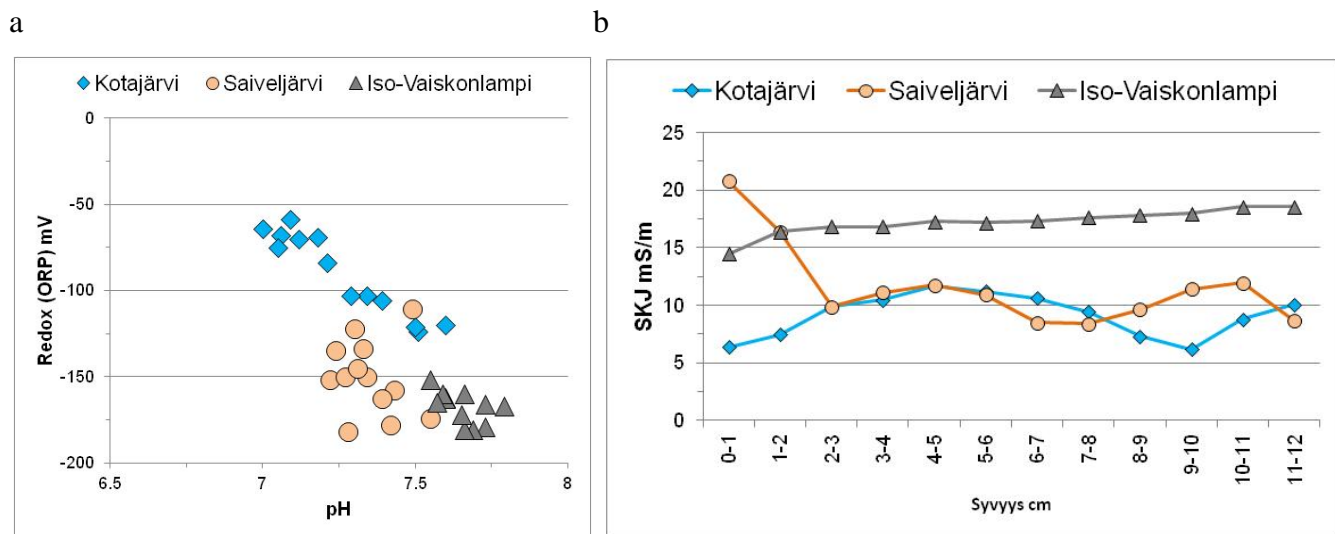 a
b
Kotajärvi Saiveljärvi Iso-Vaiskonlampi
0
-50
-100
-150
-200
Redox (ORP) mV
6.5 7 7.5 8
pH
Kotajärvi Saiveljärvi Iso-Vaiskonlampi
25
20
15
10
5
0
SKJ mS/m
0-1 1-2 2-3 3-4 4-5 5-6 6-7 7-8 8-9 9-10 10-11 11-12
Syvyys cm